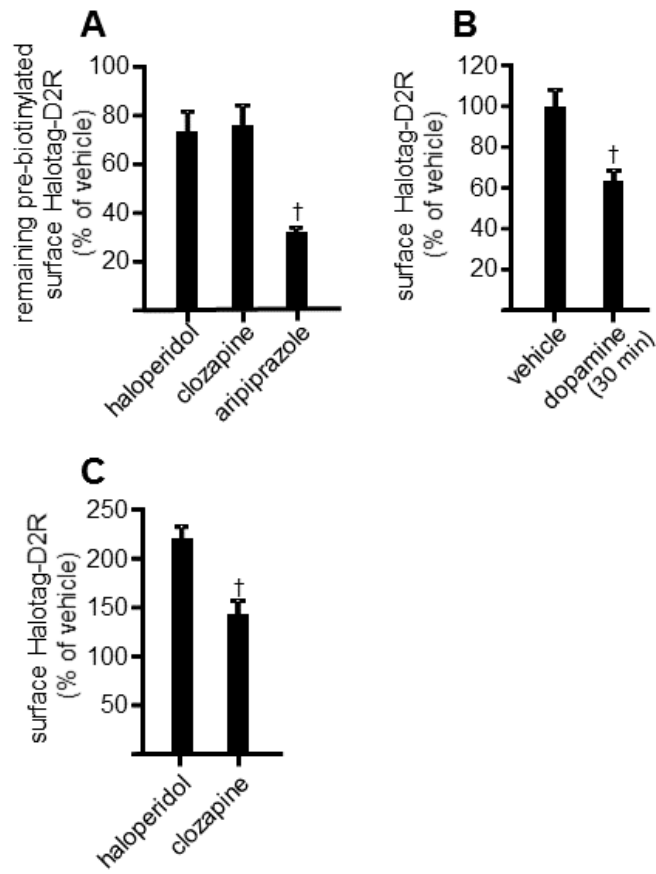 A
remaining pre-biotinylated
surface Halotag-D2R
(% of vehicle)
100
80
60
40
20
†
haloperidol
clozapine
aripiprazole
B
surface Halotag-D2R
(% of vehicle)
120
100
80
60
40
20
†
vehicle
dopamine
(30 min)
C
surface Halotag-D2R
(% of vehicle)
250
200
150
100
50
†
haloperidol
clozapine